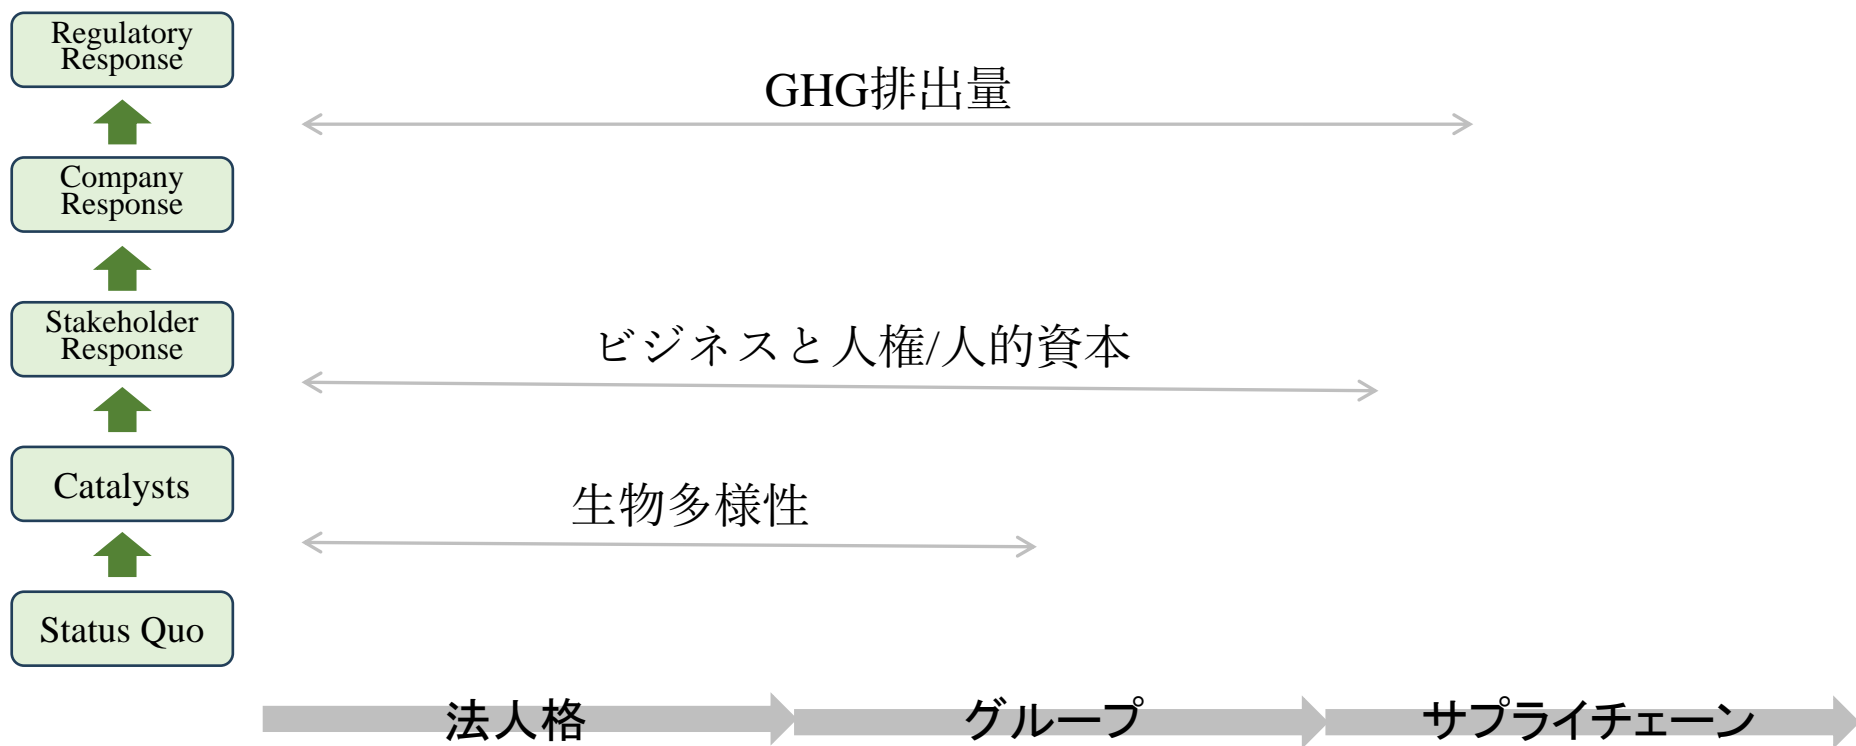 Regulatory
Response
GHG排出量
Company
Response
Stakeholder
Response
ビジネスと人権/人的資本
Catalysts
生物多様性
Status Quo
法人格
グループ
サプライチェーン